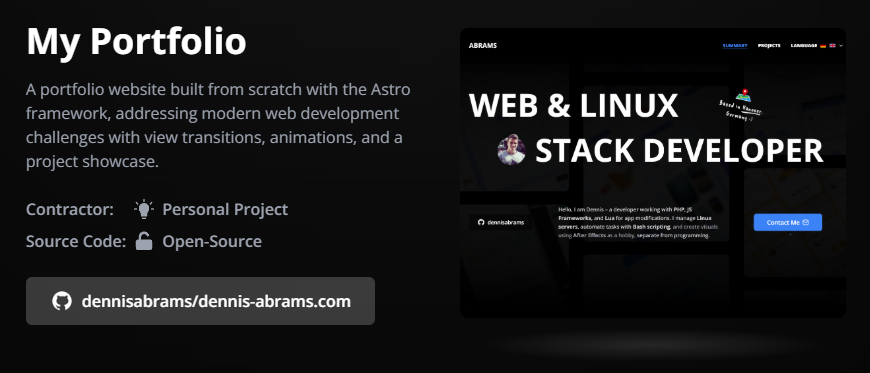 My Portfolio
A portfolio website built from scratch with the Astro
framework, addressing modern web development
challenges with view transitions, animations, and a
project showcase.
Contractor: Personal Project
Source Code: Open-Source
dennisabrams/dennis-abrams.com
ABRAMS
SUMMARY PROJECTS LANGUAGE
WEB & LINUX
Based in Hanover,
Germany :)
STACK DEVELOPER
dennisabrams
Hello, I am Dennis – a developer working with PHP, JS
Frameworks, and Lua for app modifications. I manage Linux
servers, automate tasks with Bash scripting, and create visuals
using After Effects as a hobby, separate from programming.
Contact Me